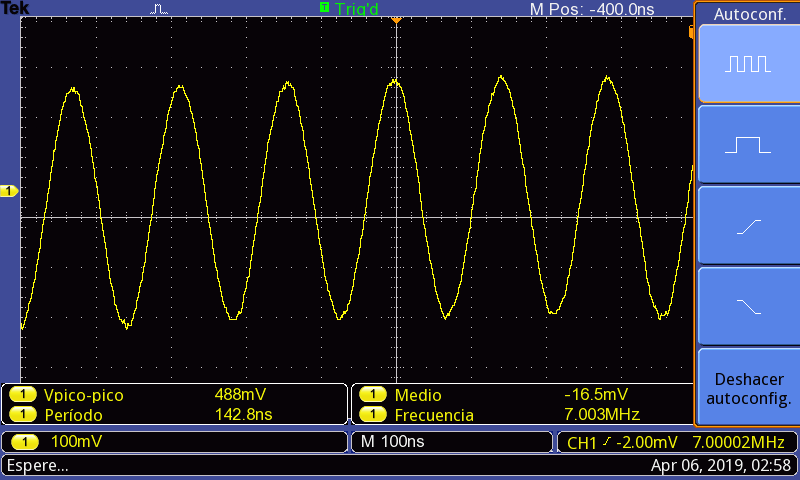 Tek
T Trig'd
M Pos: -400.0ns
Autoconf.
1
Deshacer
autoconfig.
1 Vpico-pico 488mV
1 Medio -16.5mV
1 Período 142.8ns
1 Frecuencia 7.003MHz
1 100mV
M 100ns
CH1 -2.00mV 7.00002MHz
Espere...
Apr 06, 2019, 02:58